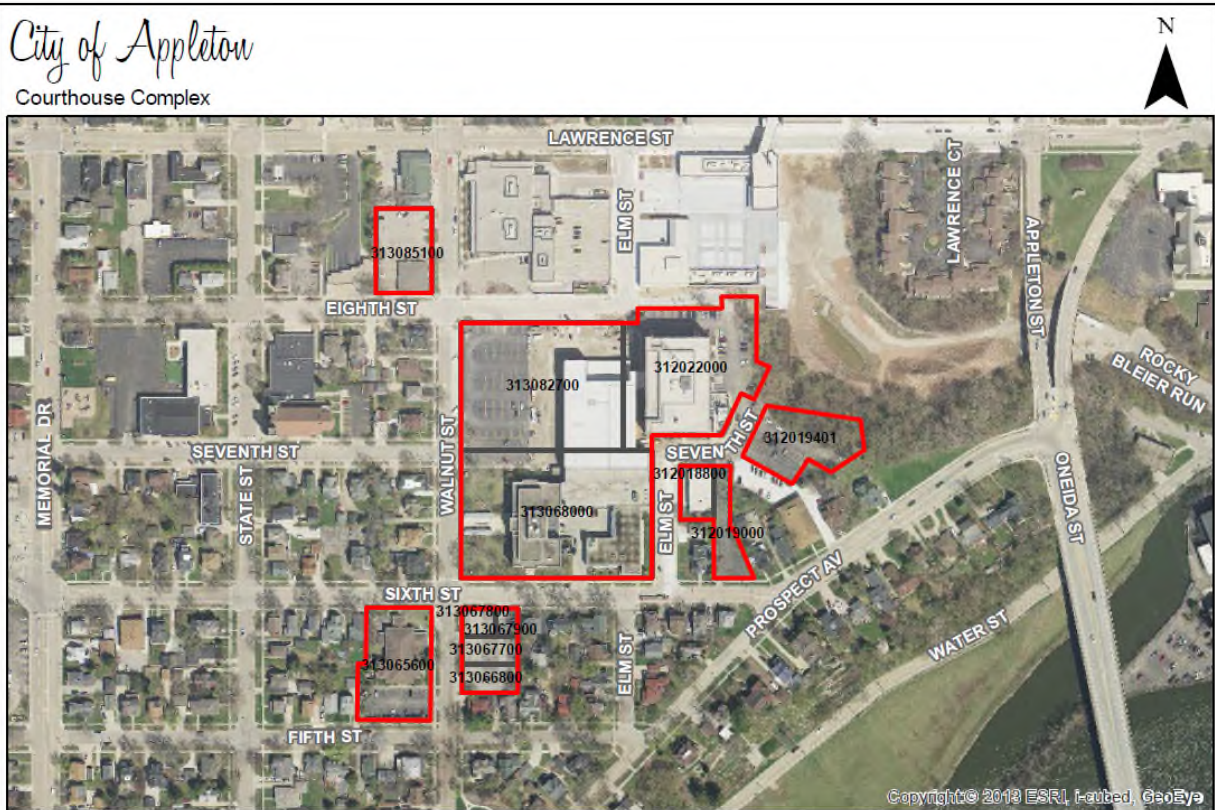 City of Appleton
Courthouse Complex
N
LAWRENCE ST
ELM ST
LAWRENCE CT
APPLETON ST
313085100
EIGHTH ST
ROCKY
BLEIER RUN
313082700
312022000
MEMORIAL DR
SEVENTH ST
STATE ST
WALNUT ST
SEVENTH ST
312019401
312018800
313068000
ELM ST
312019000
ONEIDA ST
PROSPECT AV
SIXTH ST
313067800
313067900
313067700
313065600
313066800
ELM ST
WATER ST
FIFTH ST
Copyright:© 2013 ESRI, i-cubed, GeoEye